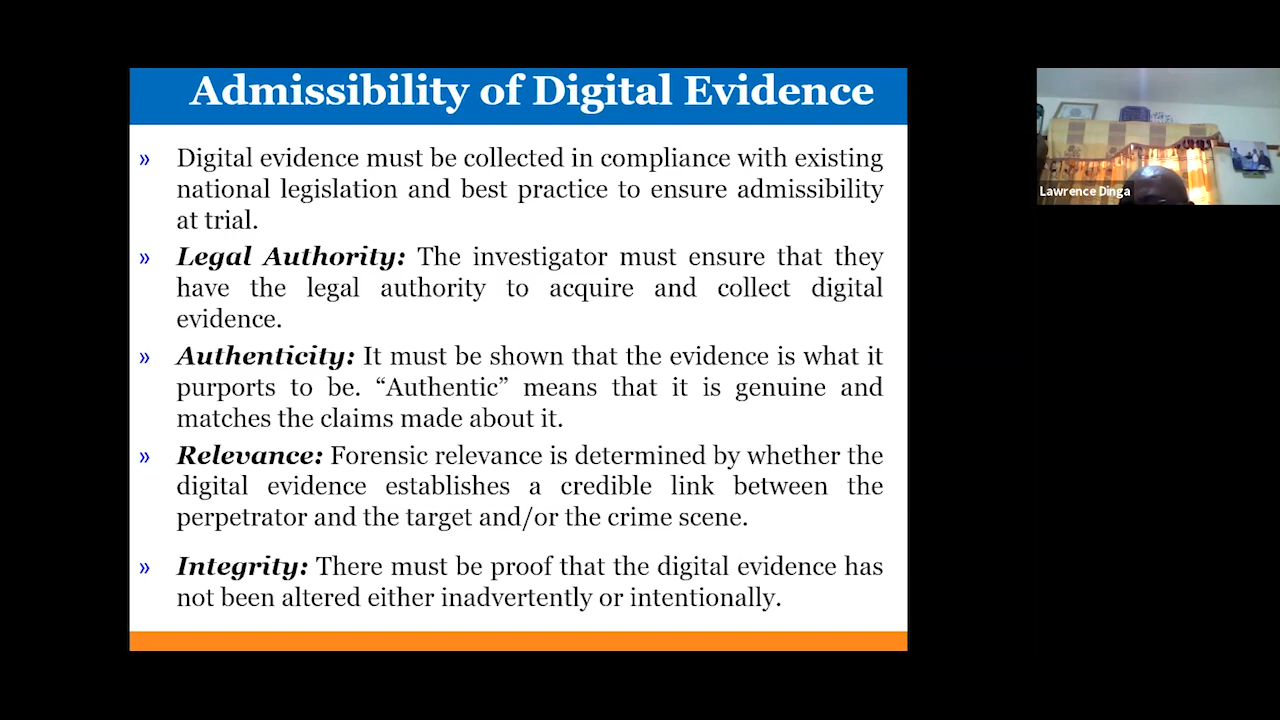 Admissibility of Digital Evidence
» Digital evidence must be collected in compliance with existing
national legislation and best practice to ensure admissibility
at trial.
» Legal Authority: The investigator must ensure that they
have the legal authority to acquire and collect digital
evidence.
» Authenticity: It must be shown that the evidence is what it
purports to be. “Authentic” means that it is genuine and
matches the claims made about it.
» Relevance: Forensic relevance is determined by whether the
digital evidence establishes a credible link between the
perpetrator and the target and/or the crime scene.
» Integrity: There must be proof that the digital evidence has
not been altered either inadvertently or intentionally.
Lawrence Dinga